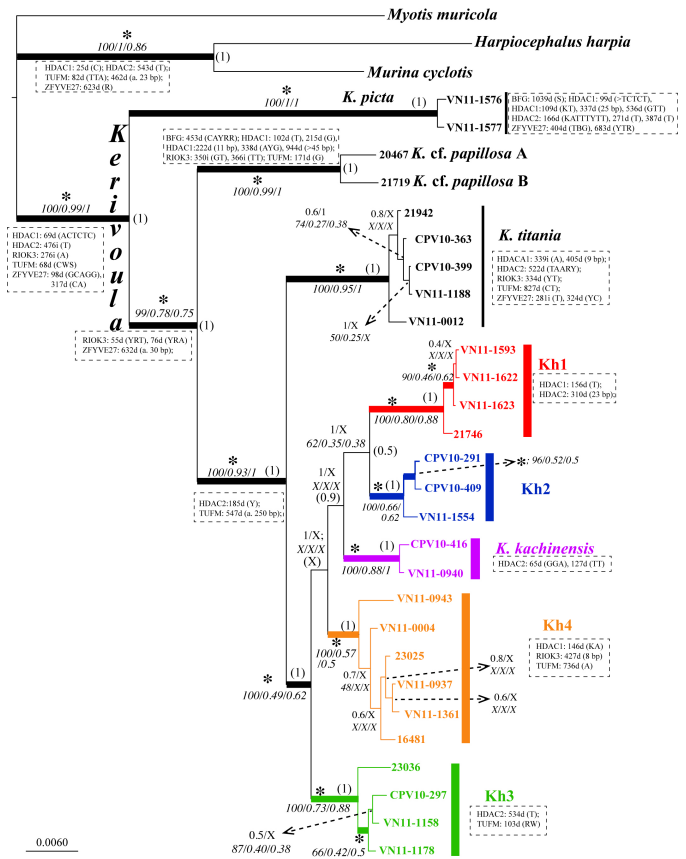 Myotis muricola
*
100/1/0.86
(1)
Harpiocephalus harpia
Murina cyclotis
HDAC1: 25d (C); HDAC2: 543d (T);
TUFM: 82d (TTA); 462d (a. 23 bp);
ZFYVE27: 623d (R)
*
100/1/1
K. picta
(1)
VN11-1576
VN11-1577
BFG: 1039d (S); HDAC1: 99d (>TCTCT),
HDAC1:109d (KT), 337d (25 bp), 536d (GTT)
HDAC2: 166d (KATTTYTT), 271d (T), 387d (T)
ZFYVE27: 404d (TBG), 683d (YTR)
Kerivoula
IBFG: 453d (CAYRR); HDAC1: 102d (T), 215d (G),
HDAC1:222d (11 bp), 338d (AYG), 944d (>45 bp);
RIOK3: 350i (GT), 366i (TT); TUFM: 171d (G)
*
100/0.99/1
(1)
20467 K. cf. papillosa A
21719 K. cf. papillosa B
*
100/0.99/1
(1)
HDAC1: 69d (ACTCTC)
HDAC2: 476i (T)
RIOK3: 276i (A)
TUFM: 68d (CWS)
ZFYVE27: 98d (GCAGG),
317d (CA)
*
99/0.78/0.75
(1)
RIOK3: 55d (YRT), 76d (YRA)
ZFYVE27: 632d (a. 30 bp);
0.6/1
74/0.27/0.38
0.8/X
X/X/X
21942
CPV10-363
CPV10-399
VN11-1188
VN11-0012
*
100/0.95/1
(1)
1/X
50/0.25/X
K. titania
HDACA1: 339i (A), 405d (9 bp);
HDAC2: 522d (TAARY),
RIOK3: 334d (YT);
TUFM: 827d (CT);
ZFYVE27: 281i (T), 324d (YC)
0.4/X
X/X/X
*
90/0.46/0.62
VN11-1593
VN11-1622
VN11-1623
21746
*
100/0.80/0.88
(1)
Kh1
HDAC1: 156d (T);
HDAC2: 310d (23 bp);
1/X
62/0.35/0.38
(0.5)
CPV10-291
CPV10-409
VN11-1554
*: 96/0.52/0.5
*
(1)
100/0.66/
0.62
Kh2
*
100/0.93/1
(1)
HDAC2:185d (Y);
TUFM: 547d (a. 250 bp);
1/X
X/X/X
(0.9)
CPV10-416
VN11-0940
*
(1)
100/0.88/1
K. kachinensis
HDAC2: 65d (GGA), 127d (TT)
1/X;
X/X/X
(X)
VN11-0943
VN11-0004
23025
VN11-0937
VN11-1361
16481
*
(1)
100/0.57
/0.5
0.7/X
48/X/X
0.6/X
X/X/X
0.8/X
X/X/X
0.6/X
X/X/X
Kh4
HDAC1: 146d (KA)
RIOK3: 427d (8 bp)
TUFM: 736d (A)
*
100/0.49/0.62
(1)
23036
CPV10-297
VN11-1158
VN11-1178
*
(1)
100/0.73/0.88
0.5/X
87/0.40/0.38
*
66/0.42/0.5
Kh3
HDAC2: 534d (T);
TUFM: 103d (RW)
0.0060